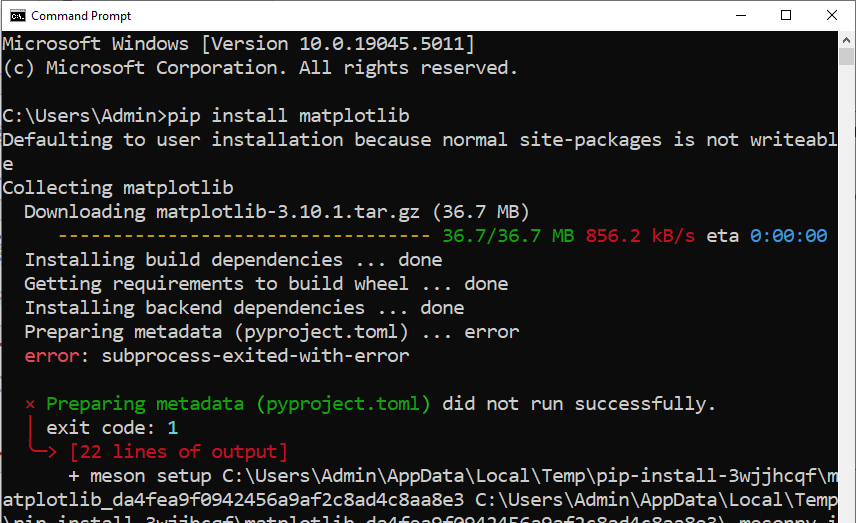 Command Prompt
Microsoft Windows [Version 10.0.19045.5011]
(c) Microsoft Corporation. All rights reserved.
C:\Users\Admin>pip install matplotlib
Defaulting to user installation because normal site-packages is not writeabl
e
Collecting matplotlib
Downloading matplotlib-3.10.1.tar.gz (36.7 MB)
---------------------------------- 36.7/36.7 MB 856.2 kB/s eta 0:00:00
Installing build dependencies ... done
Getting requirements to build wheel ... done
Installing backend dependencies ... done
Preparing metadata (pyproject.toml) ... error
error: subprocess-exited-with-error
× Preparing metadata (pyproject.toml) did not run successfully.
│ exit code: 1
╰─> [22 lines of output]
+ meson setup C:\Users\Admin\AppData\Local\Temp\pip-install-3wjjhcqf\m
atplotlib_da4fea9f0942456a9af2c8ad4c8aa8e3 C:\Users\Admin\AppData\Local\Temp
\pip-install-3wjjhcqf\matplotlib_da4fea9f0942456a9af2c8ad4c8aa8e3\.mesonpy-i